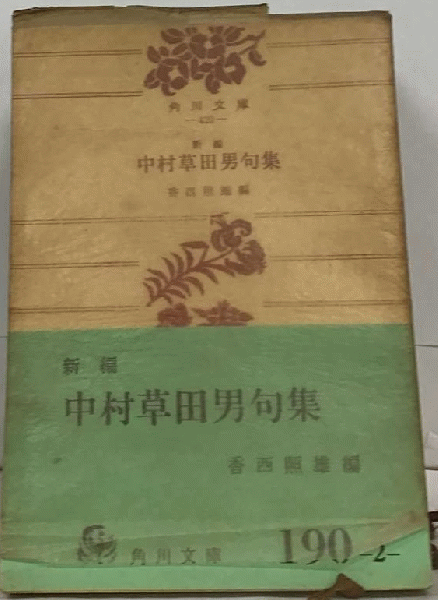 角川文庫
—420—
新編
中村草田男句集
香西照雄編
新編
中村草田男句集
香西照雄編
角川文庫
190 -2-